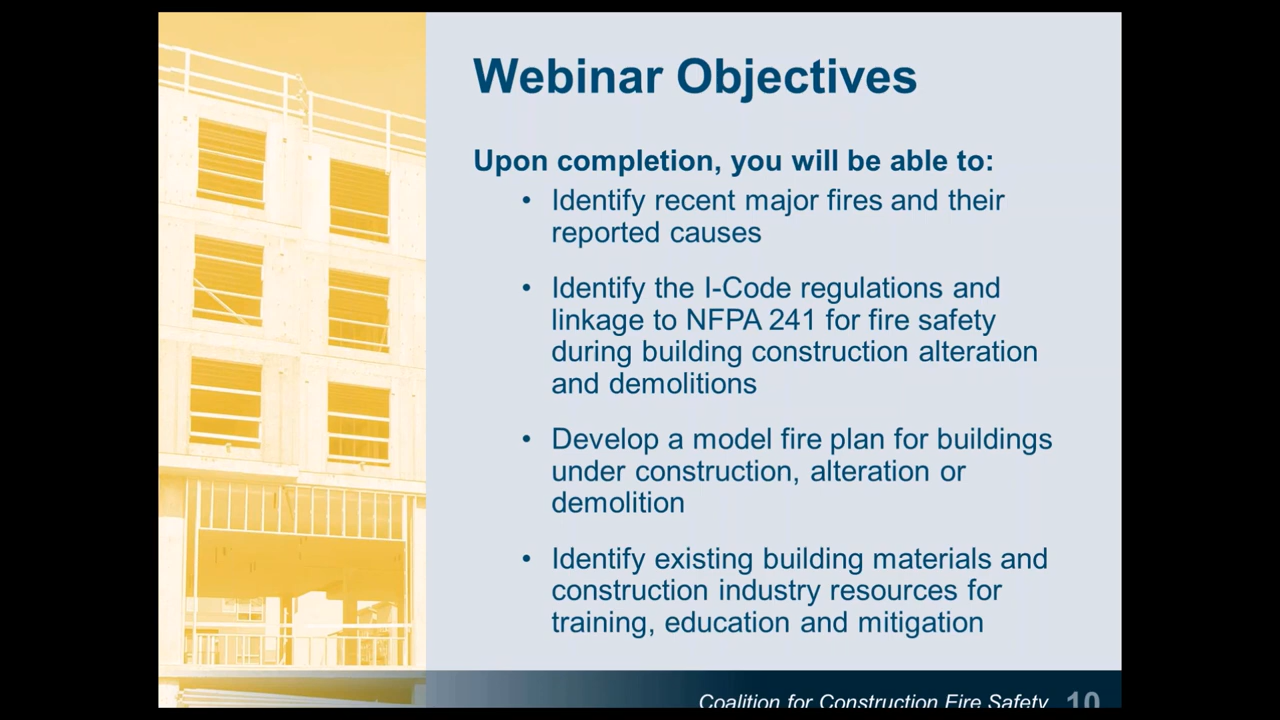 Webinar Objectives
Upon completion, you will be able to:
• Identify recent major fires and their
reported causes
• Identify the I-Code regulations and
linkage to NFPA 241 for fire safety
during building construction alteration
and demolitions
• Develop a model fire plan for buildings
under construction, alteration or
demolition
• Identify existing building materials and
construction industry resources for
training, education and mitigation
Coalition for Construction Fire Safety 10